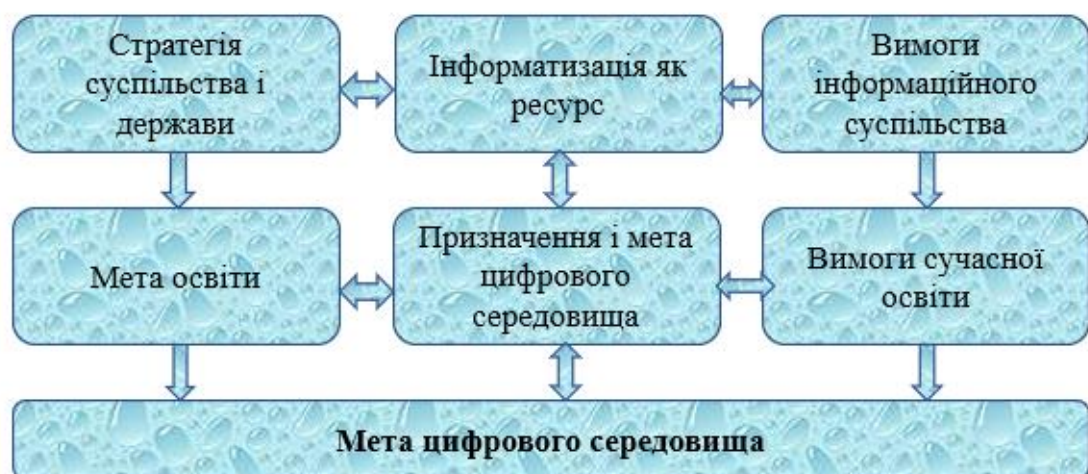 Стратегія
суспільства і
держави
Інформатизація як
ресурс
Вимоги
інформаційного
суспільства
Мета освіти
Призначення і мета
цифрового
середовища
Вимоги сучасної
освіти
Мета цифрового середовища